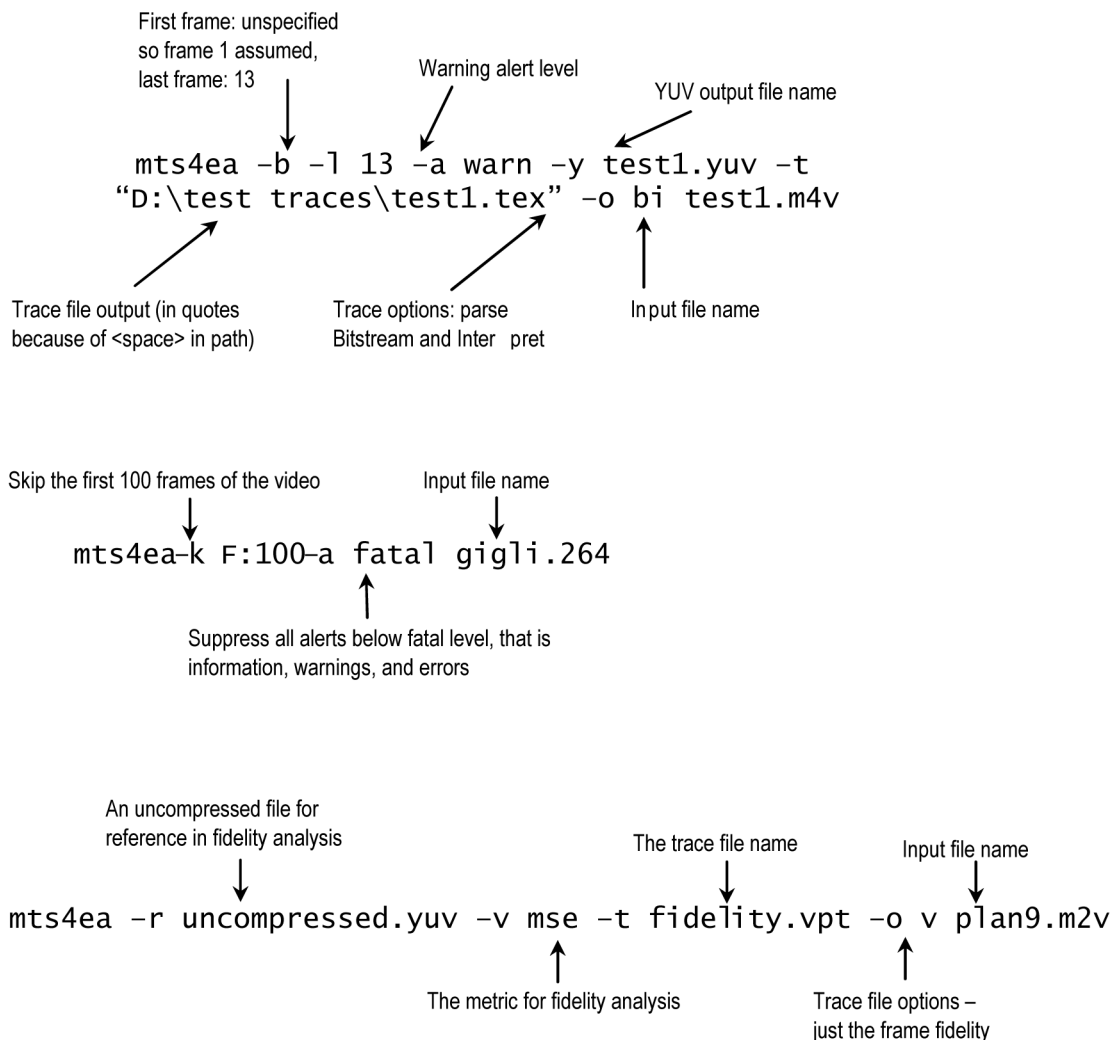 First frame: unspecified
so frame 1 assumed,
last frame: 13
Warning alert level
YUV output file name
mts4ea –b –l 13 –a warn –y test1.yuv –t
“D:\test traces\test1.tex” –o bi test1.m4v
Trace file output (in quotes
because of <space> in path)
Trace options: parse
Bitstream and Inter pret
Input file name
Skip the first 100 frames of the video
Input file name
mts4ea–k F:100–a fatal gigli.264
Suppress all alerts below fatal level, that is
information, warnings, and errors
An uncompressed file for
reference in fidelity analysis
The trace file name
Input file name
mts4ea –r uncompressed.yuv –v mse –t fidelity.vpt –o v plan9.m2v
The metric for fidelity analysis
Trace file options –
just the frame fidelity